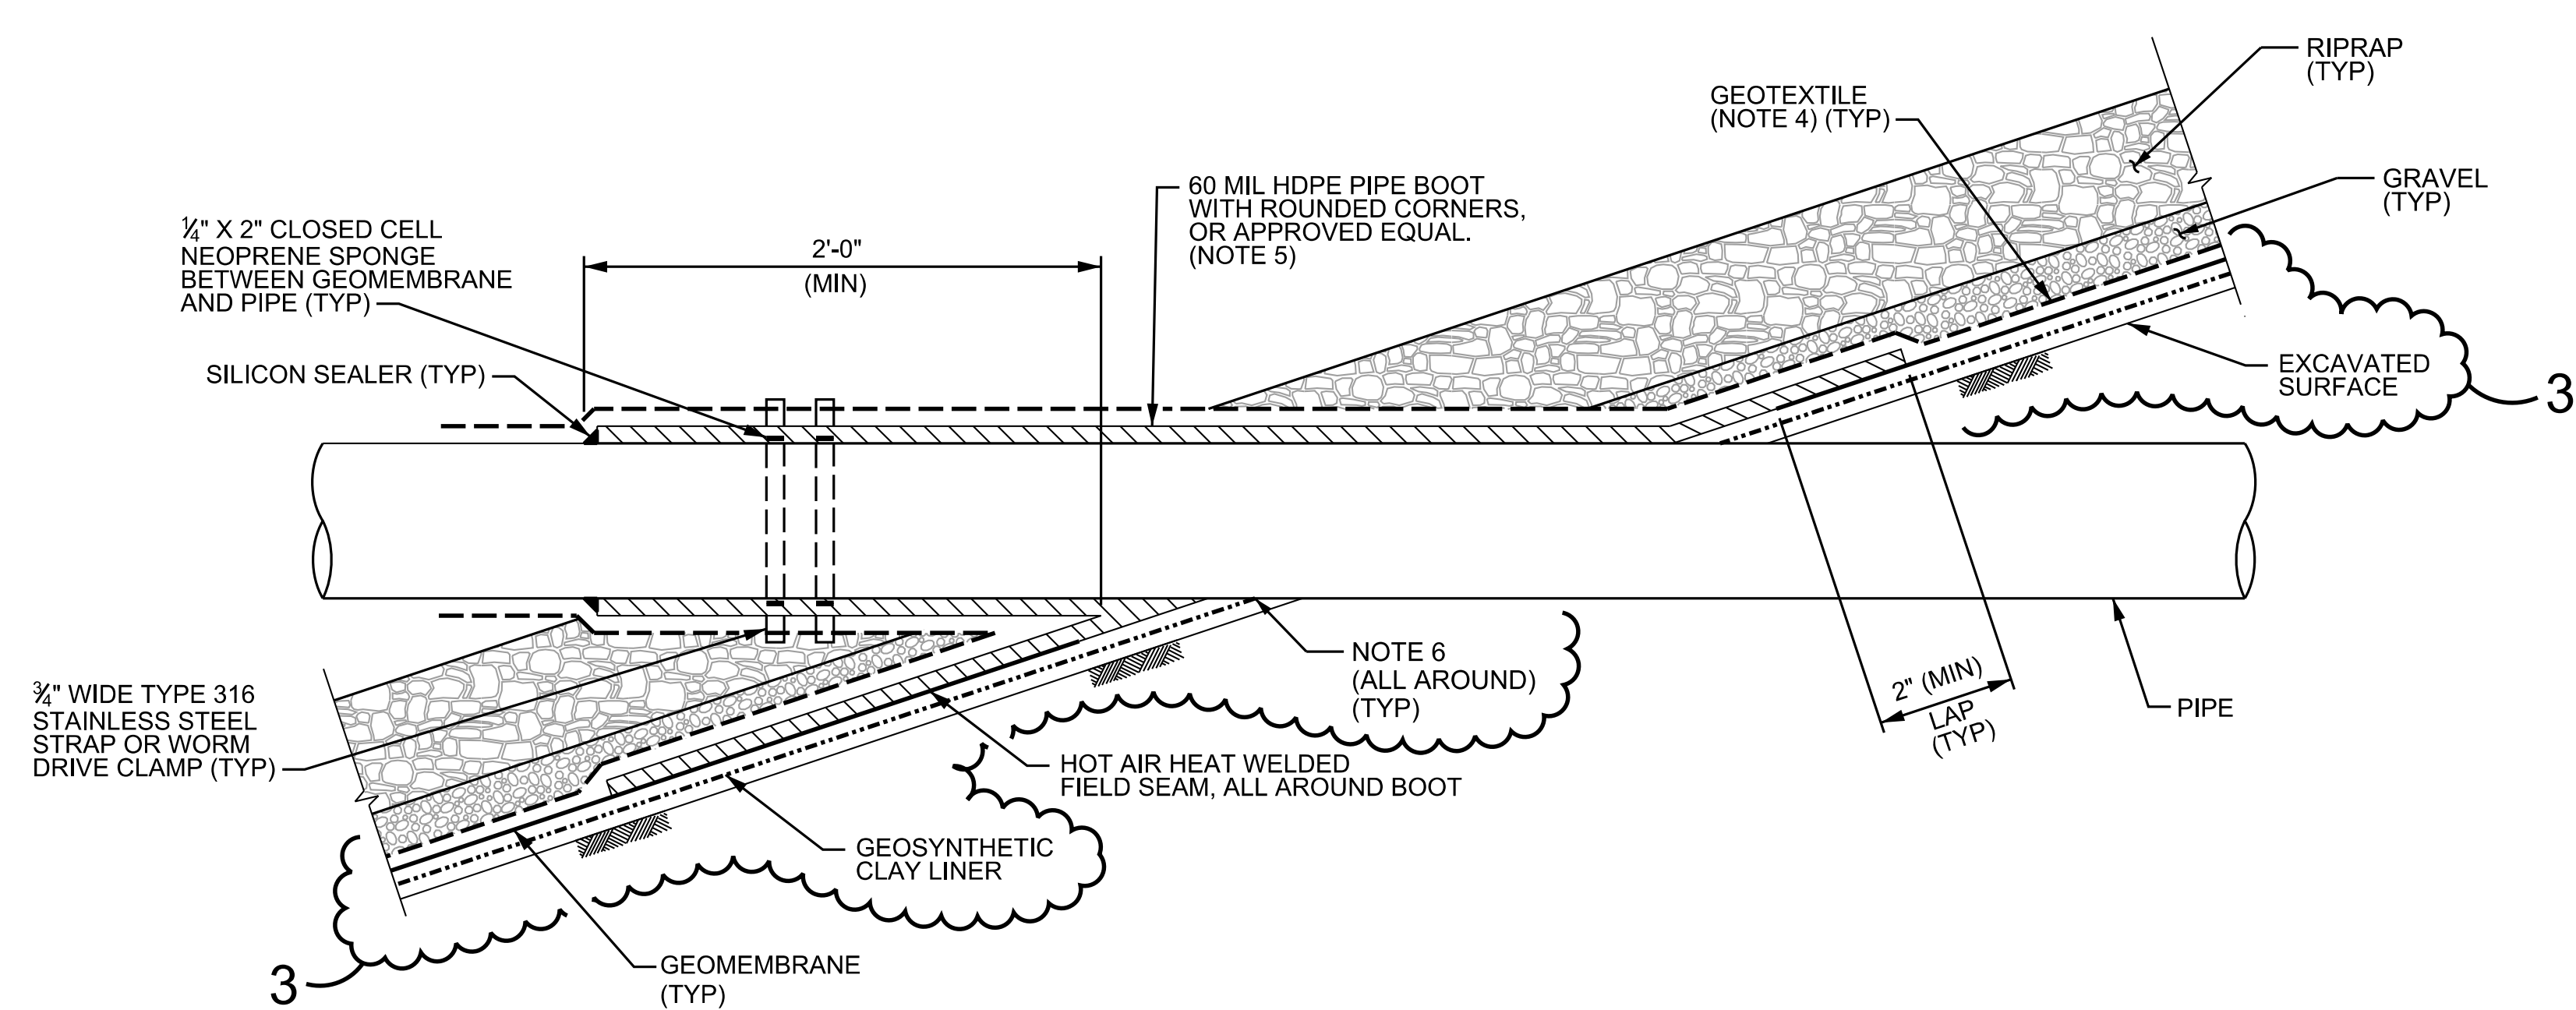 RIPRAP
(TYP)
GEOTEXTILE
(NOTE 4) (TYP)
60 MIL HDPE PIPE BOOT
WITH ROUNDED CORNERS,
OR APPROVED EQUAL.
(NOTE 5)
GRAVEL
(TYP)
¼" X 2" CLOSED CELL
NEOPRENE SPONGE
BETWEEN GEOMEMBRANE
AND PIPE (TYP)
2'-0"
(MIN)
SILICON SEALER (TYP)
EXCAVATED
SURFACE
3
¾" WIDE TYPE 316
STAINLESS STEEL
STRAP OR WORM
DRIVE CLAMP (TYP)
NOTE 6
(ALL AROUND)
(TYP)
2" (MIN)
LAP
(TYP)
PIPE
HOT AIR HEAT WELDED
FIELD SEAM, ALL AROUND BOOT
GEOSYNTHETIC
CLAY LINER
GEOMEMBRANE
(TYP)
3